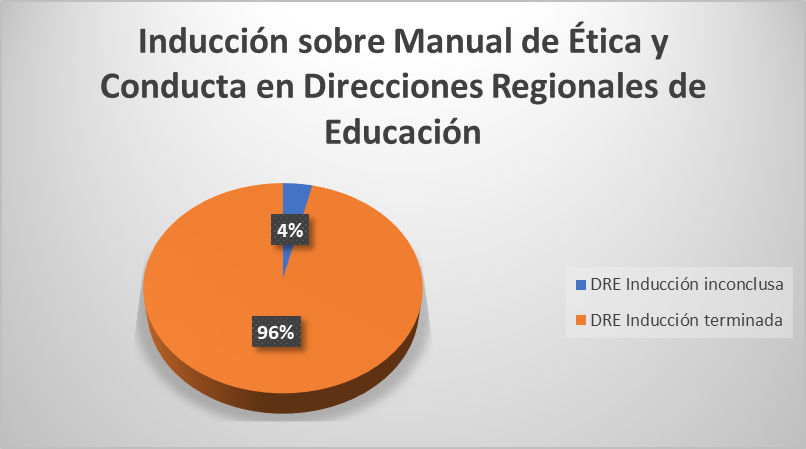 Inducción sobre Manual de Ética y
Conducta en Direcciones Regionales de
Educación
4%
96%
DRE Inducción inconclusa
DRE Inducción terminada